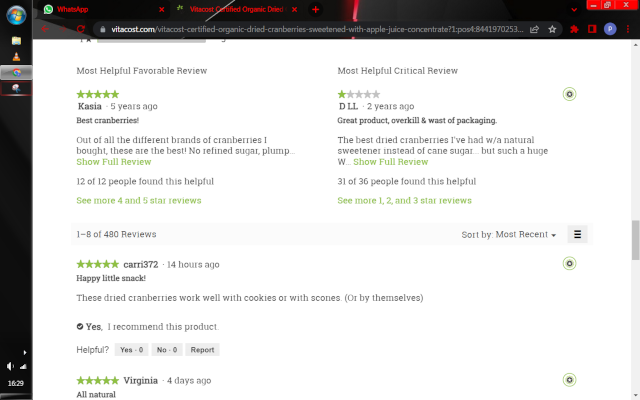 WhatsApp
Vitacost Certified Organic Dried
vitacost.com/vitacost-certified-organic-dried-cranberries-sweetened-with-apple-juice-concentrate?1:pos4:8441970253...
P
Most Helpful Favorable Review
Most Helpful Critical Review
Kasia · 5 years ago
D LL · 2 years ago
Best cranberries!
Great product, overkill & wast of packaging.
Out of all the different brands of cranberries I
bought, these are the best! No refined sugar, plump...
Show Full Review
The best dried cranberries I've had w/a natural
sweetener instead of cane sugar... but such a huge
W... Show Full Review
12 of 12 people found this helpful
31 of 36 people found this helpful
See more 4 and 5 star reviews
See more 1, 2, and 3 star reviews
1–8 of 480 Reviews
Sort by: Most Recent
carri372 · 14 hours ago
Happy little snack!
These dried cranberries work well with cookies or with scones. (Or by themselves)
Yes, I recommend this product.
Helpful?
Yes · 0
No · 0
Report
Virginia · 4 days ago
All natural
16:29